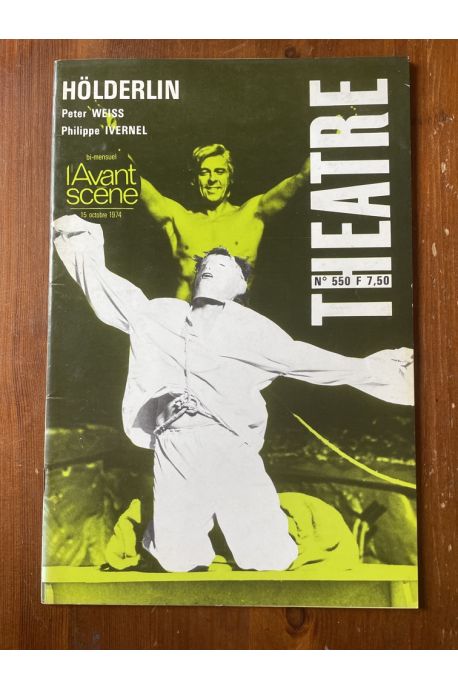 HÖLDERLIN
Peter WEISS
Philippe IVERNEL
bi-mensuel
l'Avant
scène
15 octobre 1974
THEATRE
N° 550 F 7,50